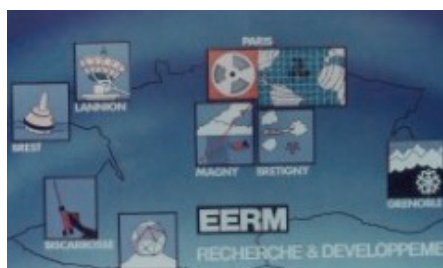 PARIS
LANNION
BREST
MAGNY
BRETIGNY
GRENOBLE
BISCARROSSE
EERM
RECHERCHE & DEVELOPPEME